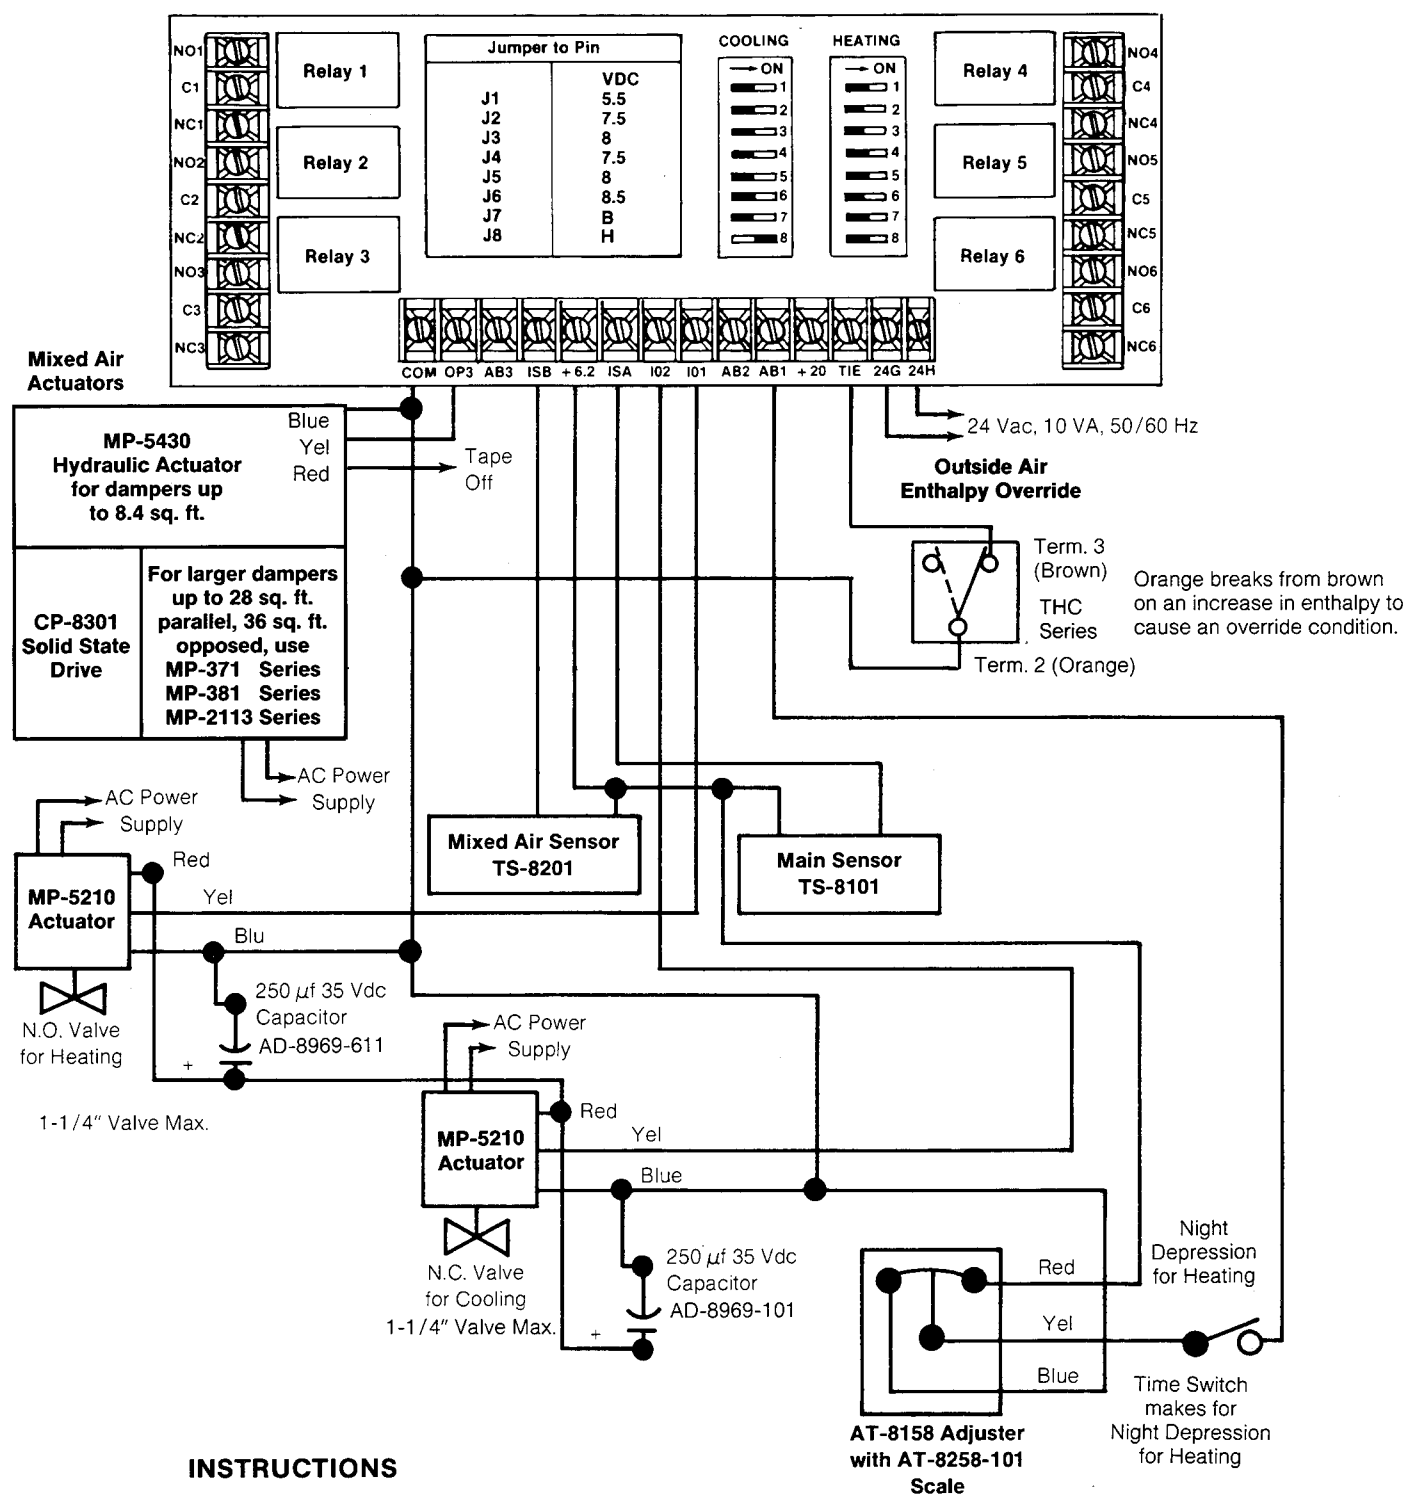 NO1
C1
NC1
NO2
C2
NC2
NO3
C3
NC3
Relay 1
Relay 2
Relay 3
Jumper to Pin
VDC
J1 5.5
J2 7.5
J3 8
J4 7.5
J5 8
J6 8.5
J7 B
J8 H
COOLING
→ ON
1
2
3
4
5
6
7
8
HEATING
→ ON
1
2
3
4
5
6
7
8
Relay 4
Relay 5
Relay 6
NO4
C4
NC4
NO5
C5
NC5
NO6
C6
NC6
COM OP3 AB3 ISB + 6.2 ISA I02 I01 AB2 AB1 + 20 TIE 24G 24H
Mixed Air
Actuators
MP-5430
Hydraulic Actuator
for dampers up
to 8.4 sq. ft.
Blue
Yel
Red
Tape
Off
CP-8301
Solid State
Drive
For larger dampers
up to 28 sq. ft.
parallel, 36 sq. ft.
opposed, use
MP-371 Series
MP-381 Series
MP-2113 Series
AC Power
Supply
24 Vac, 10 VA, 50/60 Hz
Outside Air
Enthalpy Override
Term. 3
(Brown)
THC
Series
Term. 2 (Orange)
Orange breaks from brown
on an increase in enthalpy to
cause an override condition.
AC Power
Supply
MP-5210
Actuator
Red
Yel
Blu
N.O. Valve
for Heating
1-1/4" Valve Max.
250 µf 35 Vdc
Capacitor
AD-8969-611
+
Mixed Air Sensor
TS-8201
Main Sensor
TS-8101
AC Power
Supply
MP-5210
Actuator
Red
Yel
Blue
N.C. Valve
for Cooling
1-1/4" Valve Max.
250 µf 35 Vdc
Capacitor
AD-8969-101
+
Red
Yel
Blue
Night
Depression
for Heating
Time Switch
makes for
Night Depression
for Heating
AT-8158 Adjuster
with AT-8258-101
Scale
INSTRUCTIONS